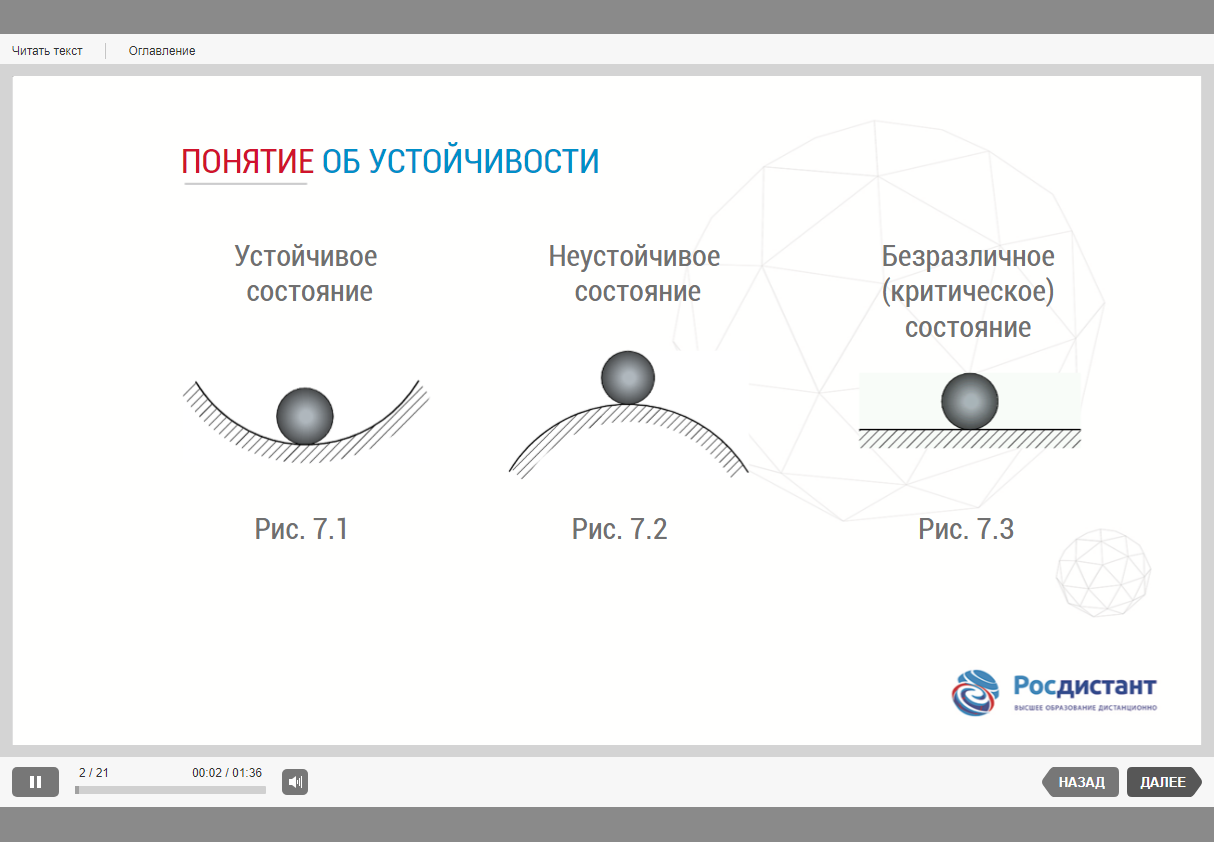 Читать текст
Оглавление
ПОНЯТИЕ ОБ УСТОЙЧИВОСТИ
Устойчивое
состояние
Неустойчивое
состояние
Безразличное
(критическое)
состояние
Рис. 7.1
Рис. 7.2
Рис. 7.3
Росдистант
ВЫСШЕЕ ОБРАЗОВАНИЕ ДИСТАНЦИОННО
2 / 21
00:02 / 01:36
НАЗАД
ДАЛЕЕ